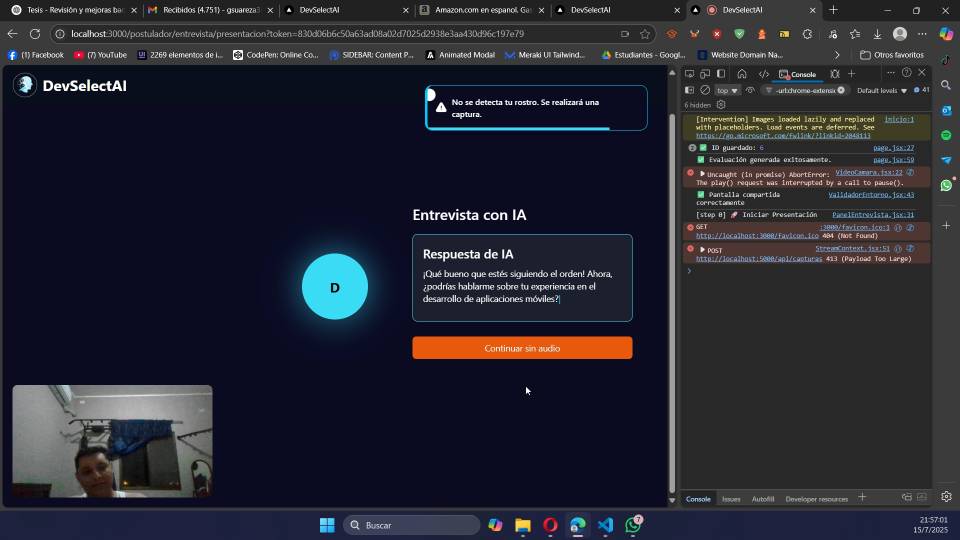 Tesis - Revisión y mejoras bac
Recibidos (4.751) - gsuareza3
DevSelectAI
Amazon.com en espanol. Gas
DevSelectAI
DevSelectAI
localhost:3000/postulador/entrevista/presentacion?token=830d06b6c50a63ad08a02d7025d2938e3aa430d96c197e79
(1) Facebook
(7) YouTube
2269 elementos de i...
CodePen: Online Co...
SIDEBAR: Content P...
Animated Modal
Meraki UI Tailwind...
Estudiantes - Googl...
Website Domain Na...
Otros favoritos
DevSelectAI
No se detecta tu rostro. Se realizará una
captura.
Entrevista con IA
Respuesta de IA
¡Qué bueno que estés siguiendo el orden! Ahora,
¿podrías hablarme sobre tu experiencia en el
desarrollo de aplicaciones móviles?
D
Continuar sin audio
Console
top
-url:chrome-extensi
Default levels
41
6 hidden
[Intervention] Images loaded lazily and replaced inicio:1
with placeholders. Load events are deferred. See
https://go.microsoft.com/fwlink/?linkid=2048113
2 ID guardado: 6 page.jsx:27
Evaluación generada exitosamente. page.jsx:59
Uncaught (in promise) AbortError: VideoCamara.jsx:22
The play() request was interrupted by a call to pause().
Pantalla compartida ValidadorEntorno.jsx:43
correctamente
[step 0] Iniciar Presentación PanelEntrevista.jsx:31
GET :3000/favicon.ico:1
http://localhost:3000/favicon.ico 404 (Not Found)
POST StreamContext.jsx:51
http://localhost:5000/api/capturas 413 (Payload Too Large)
Console
Issues
Autofill
Developer resources
Buscar
7
21:57:01
15/7/2025